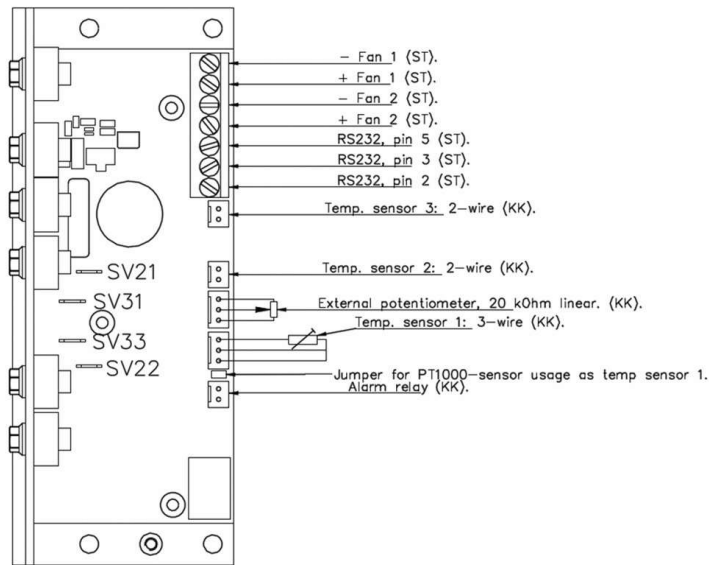 - Fan 1 (ST).
+ Fan 1 (ST).
- Fan 2 (ST).
+ Fan 2 (ST).
RS232, pin 5 (ST).
RS232, pin 3 (ST).
RS232, pin 2 (ST).
Temp. sensor 3: 2-wire (KK).
Temp. sensor 2: 2-wire (KK).
SV21
SV31
External potentiometer, 20 kOhm linear. (KK).
Temp. sensor 1: 3-wire (KK).
SV33
SV22
Jumper for PT1000-sensor usage as temp sensor 1.
Alarm relay (KK).